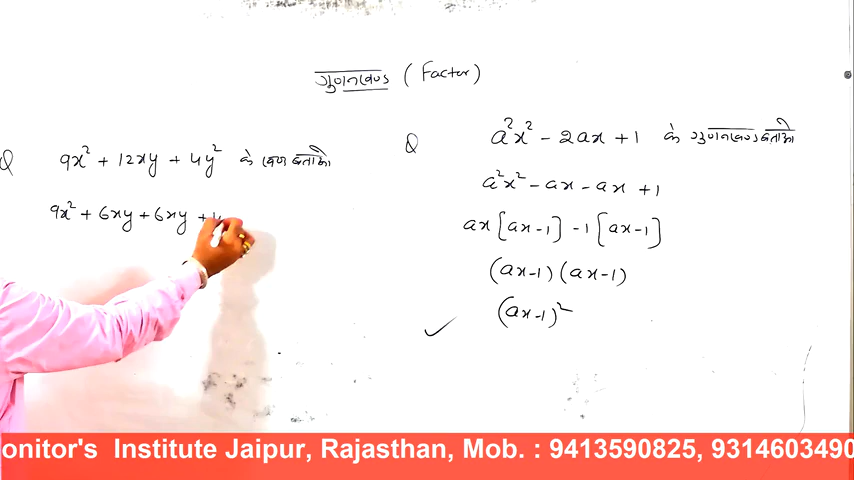 गुणनखण्ड (Factor)
Q 9x² + 12xy + 4y² के खण्ड बताओ
9x² + 6xy + 6xy +
Q a²x² - 2ax + 1 के गुणनखण्ड बताओ
a²x² - ax - ax + 1
ax[ax-1] -1[ax-1]
(ax-1)(ax-1)
(ax-1)²
onitor's Institute Jaipur, Rajasthan, Mob. : 9413590825, 9314603490